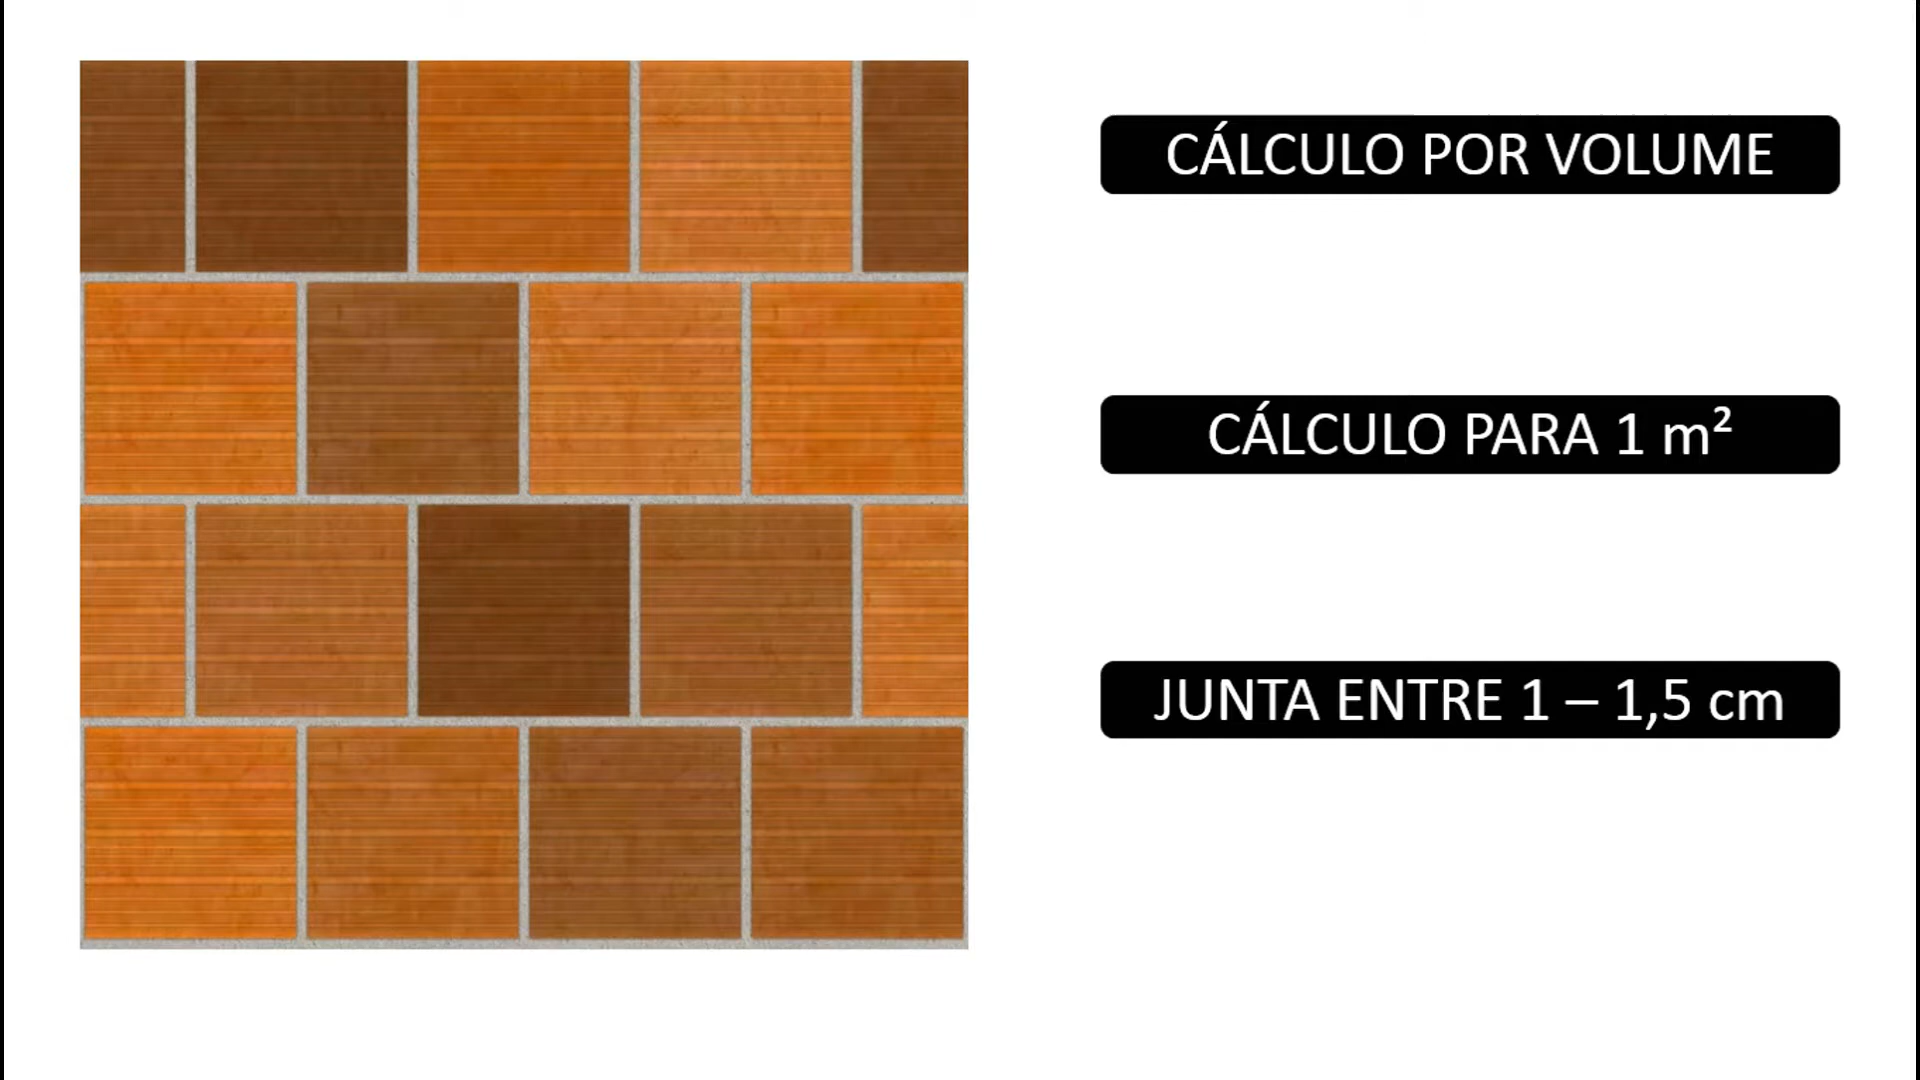 CÁLCULO POR VOLUME
CÁLCULO PARA 1 m²
JUNTA ENTRE 1 – 1,5 cm